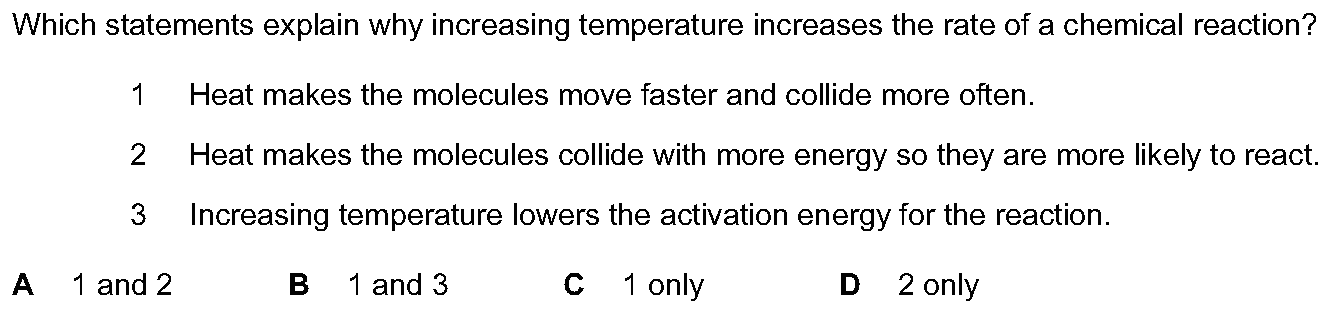 Which statements explain why increasing temperature increases the rate of a chemical reaction?
1 Heat makes the molecules move faster and collide more often.
2 Heat makes the molecules collide with more energy so they are more likely to react.
3 Increasing temperature lowers the activation energy for the reaction.
A 1 and 2 B 1 and 3 C 1 only D 2 only